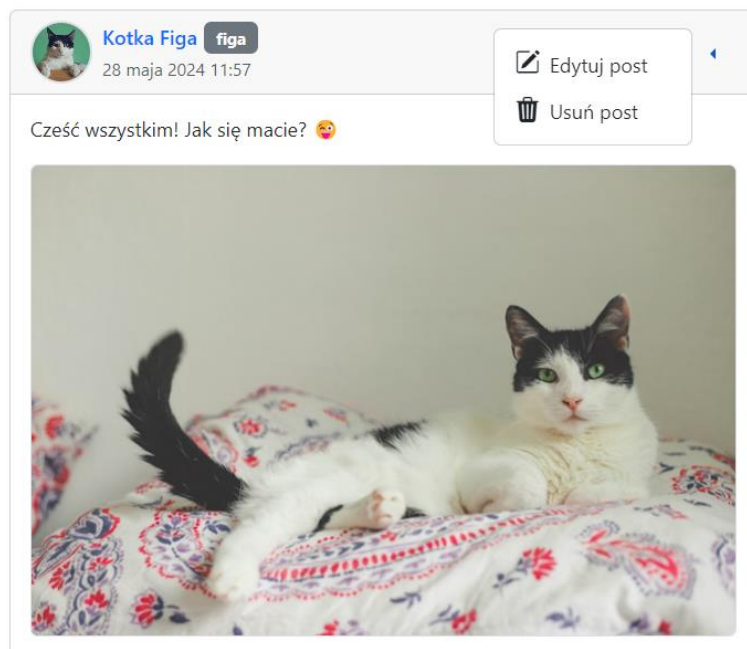 Kotka Figa figa
28 maja 2024 11:57
Edytuj post
Usuń post
Cześć wszystkim! Jak się macie? 😜